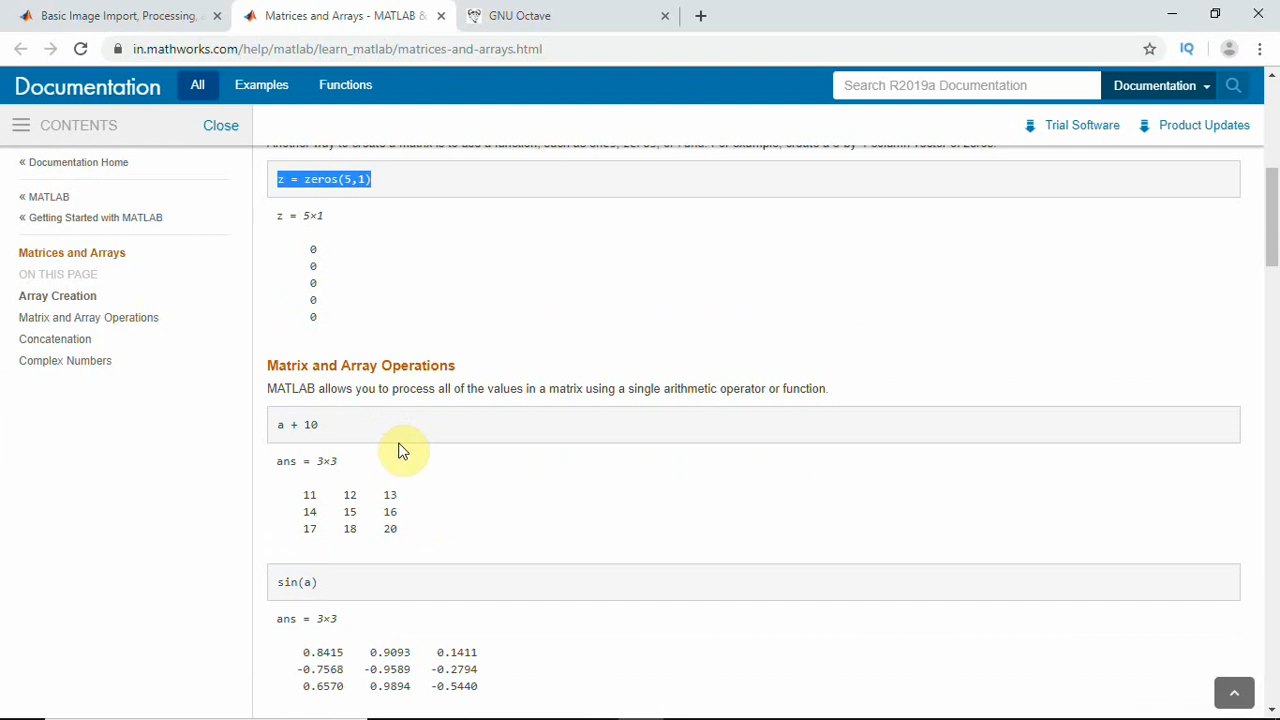 Basic Image Import, Processing,
Matrices and Arrays - MATLAB &
GNU Octave
in.mathworks.com/help/matlab/learn_matlab/matrices-and-arrays.html
IQ
Documentation All Examples Functions
Search R2019a Documentation
Documentation
CONTENTS Close
Trial Software Product Updates
« Documentation Home
« MATLAB
« Getting Started with MATLAB
Matrices and Arrays
ON THIS PAGE
Array Creation
Matrix and Array Operations
Concatenation
Complex Numbers
z = zeros(5,1)
z = 5×1
0
0
0
0
0
Matrix and Array Operations
MATLAB allows you to process all of the values in a matrix using a single arithmetic operator or function.
a + 10
ans = 3×3
11 12 13
14 15 16
17 18 20
sin(a)
ans = 3×3
0.8415 0.9093 0.1411
-0.7568 -0.9589 -0.2794
0.6570 0.9894 -0.5440